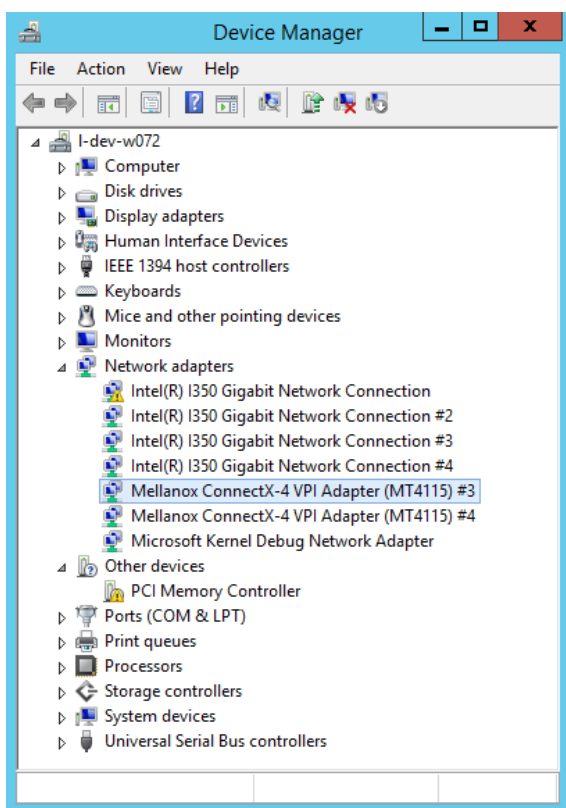 Device Manager
File Action View Help
l-dev-w072
Computer
Disk drives
Display adapters
Human Interface Devices
IEEE 1394 host controllers
Keyboards
Mice and other pointing devices
Monitors
Network adapters
Intel(R) I350 Gigabit Network Connection
Intel(R) I350 Gigabit Network Connection #2
Intel(R) I350 Gigabit Network Connection #3
Intel(R) I350 Gigabit Network Connection #4
Mellanox ConnectX-4 VPI Adapter (MT4115) #3
Mellanox ConnectX-4 VPI Adapter (MT4115) #4
Microsoft Kernel Debug Network Adapter
Other devices
PCI Memory Controller
Ports (COM & LPT)
Print queues
Processors
Storage controllers
System devices
Universal Serial Bus controllers